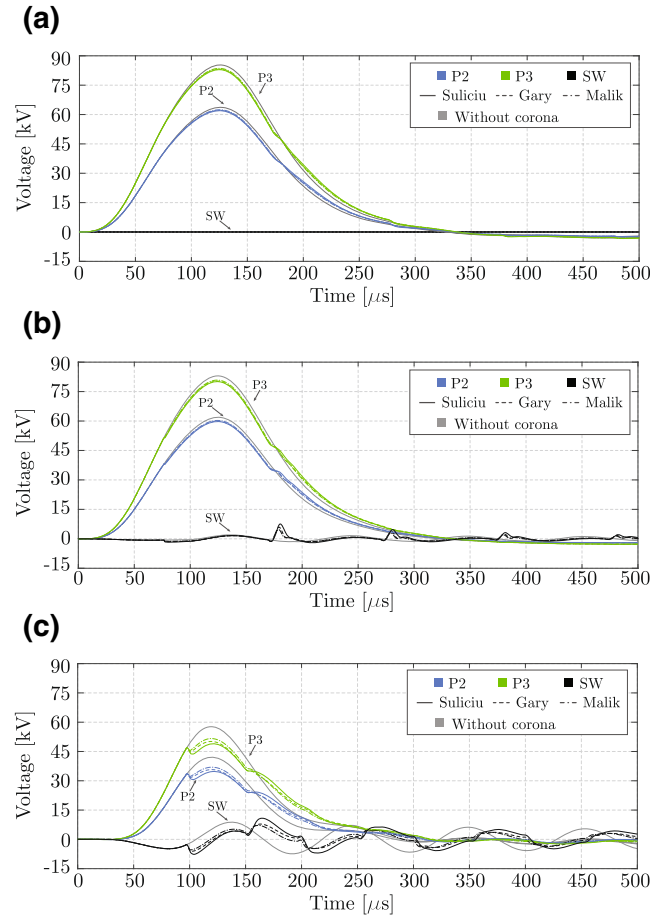 (a)
90
75
60
45
30
15
0
-15
Voltage [kV]
P3
P2
SW
P2 P3 SW
Suliciu Gary Malik
Without corona
0 50 100 150 200 250 300 350 400 450 500
Time [μs]
(b)
90
75
60
45
30
15
0
-15
Voltage [kV]
P3
P2
SW
P2 P3 SW
Suliciu Gary Malik
Without corona
0 50 100 150 200 250 300 350 400 450 500
Time [μs]
(c)
90
75
60
45
30
15
0
-15
Voltage [kV]
P3
P2
SW
P2 P3 SW
Suliciu Gary Malik
Without corona
0 50 100 150 200 250 300 350 400 450 500
Time [μs]